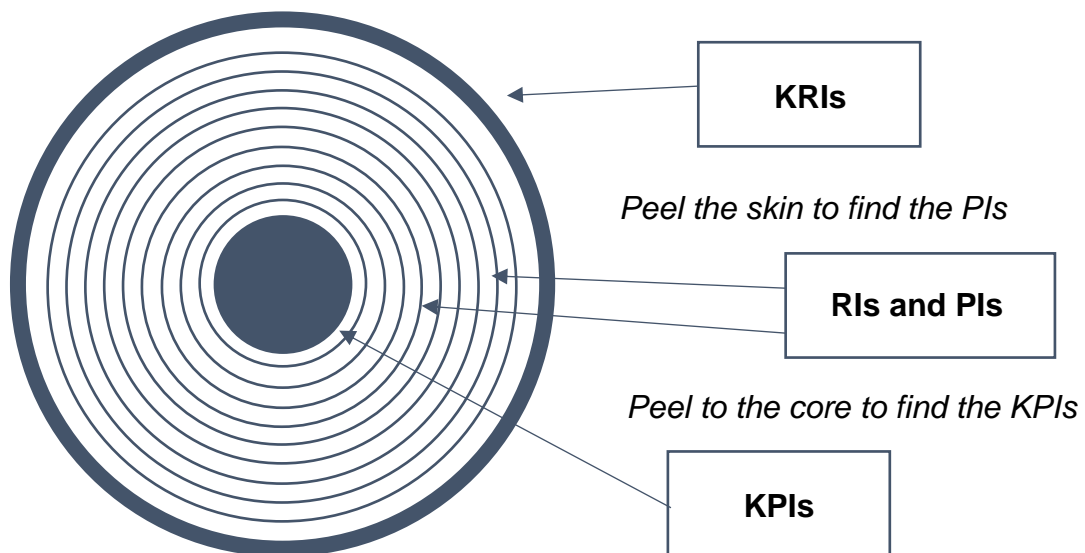 KRIs
Peel the skin to find the PIs
RIs and PIs
Peel to the core to find the KPIs
KPIs